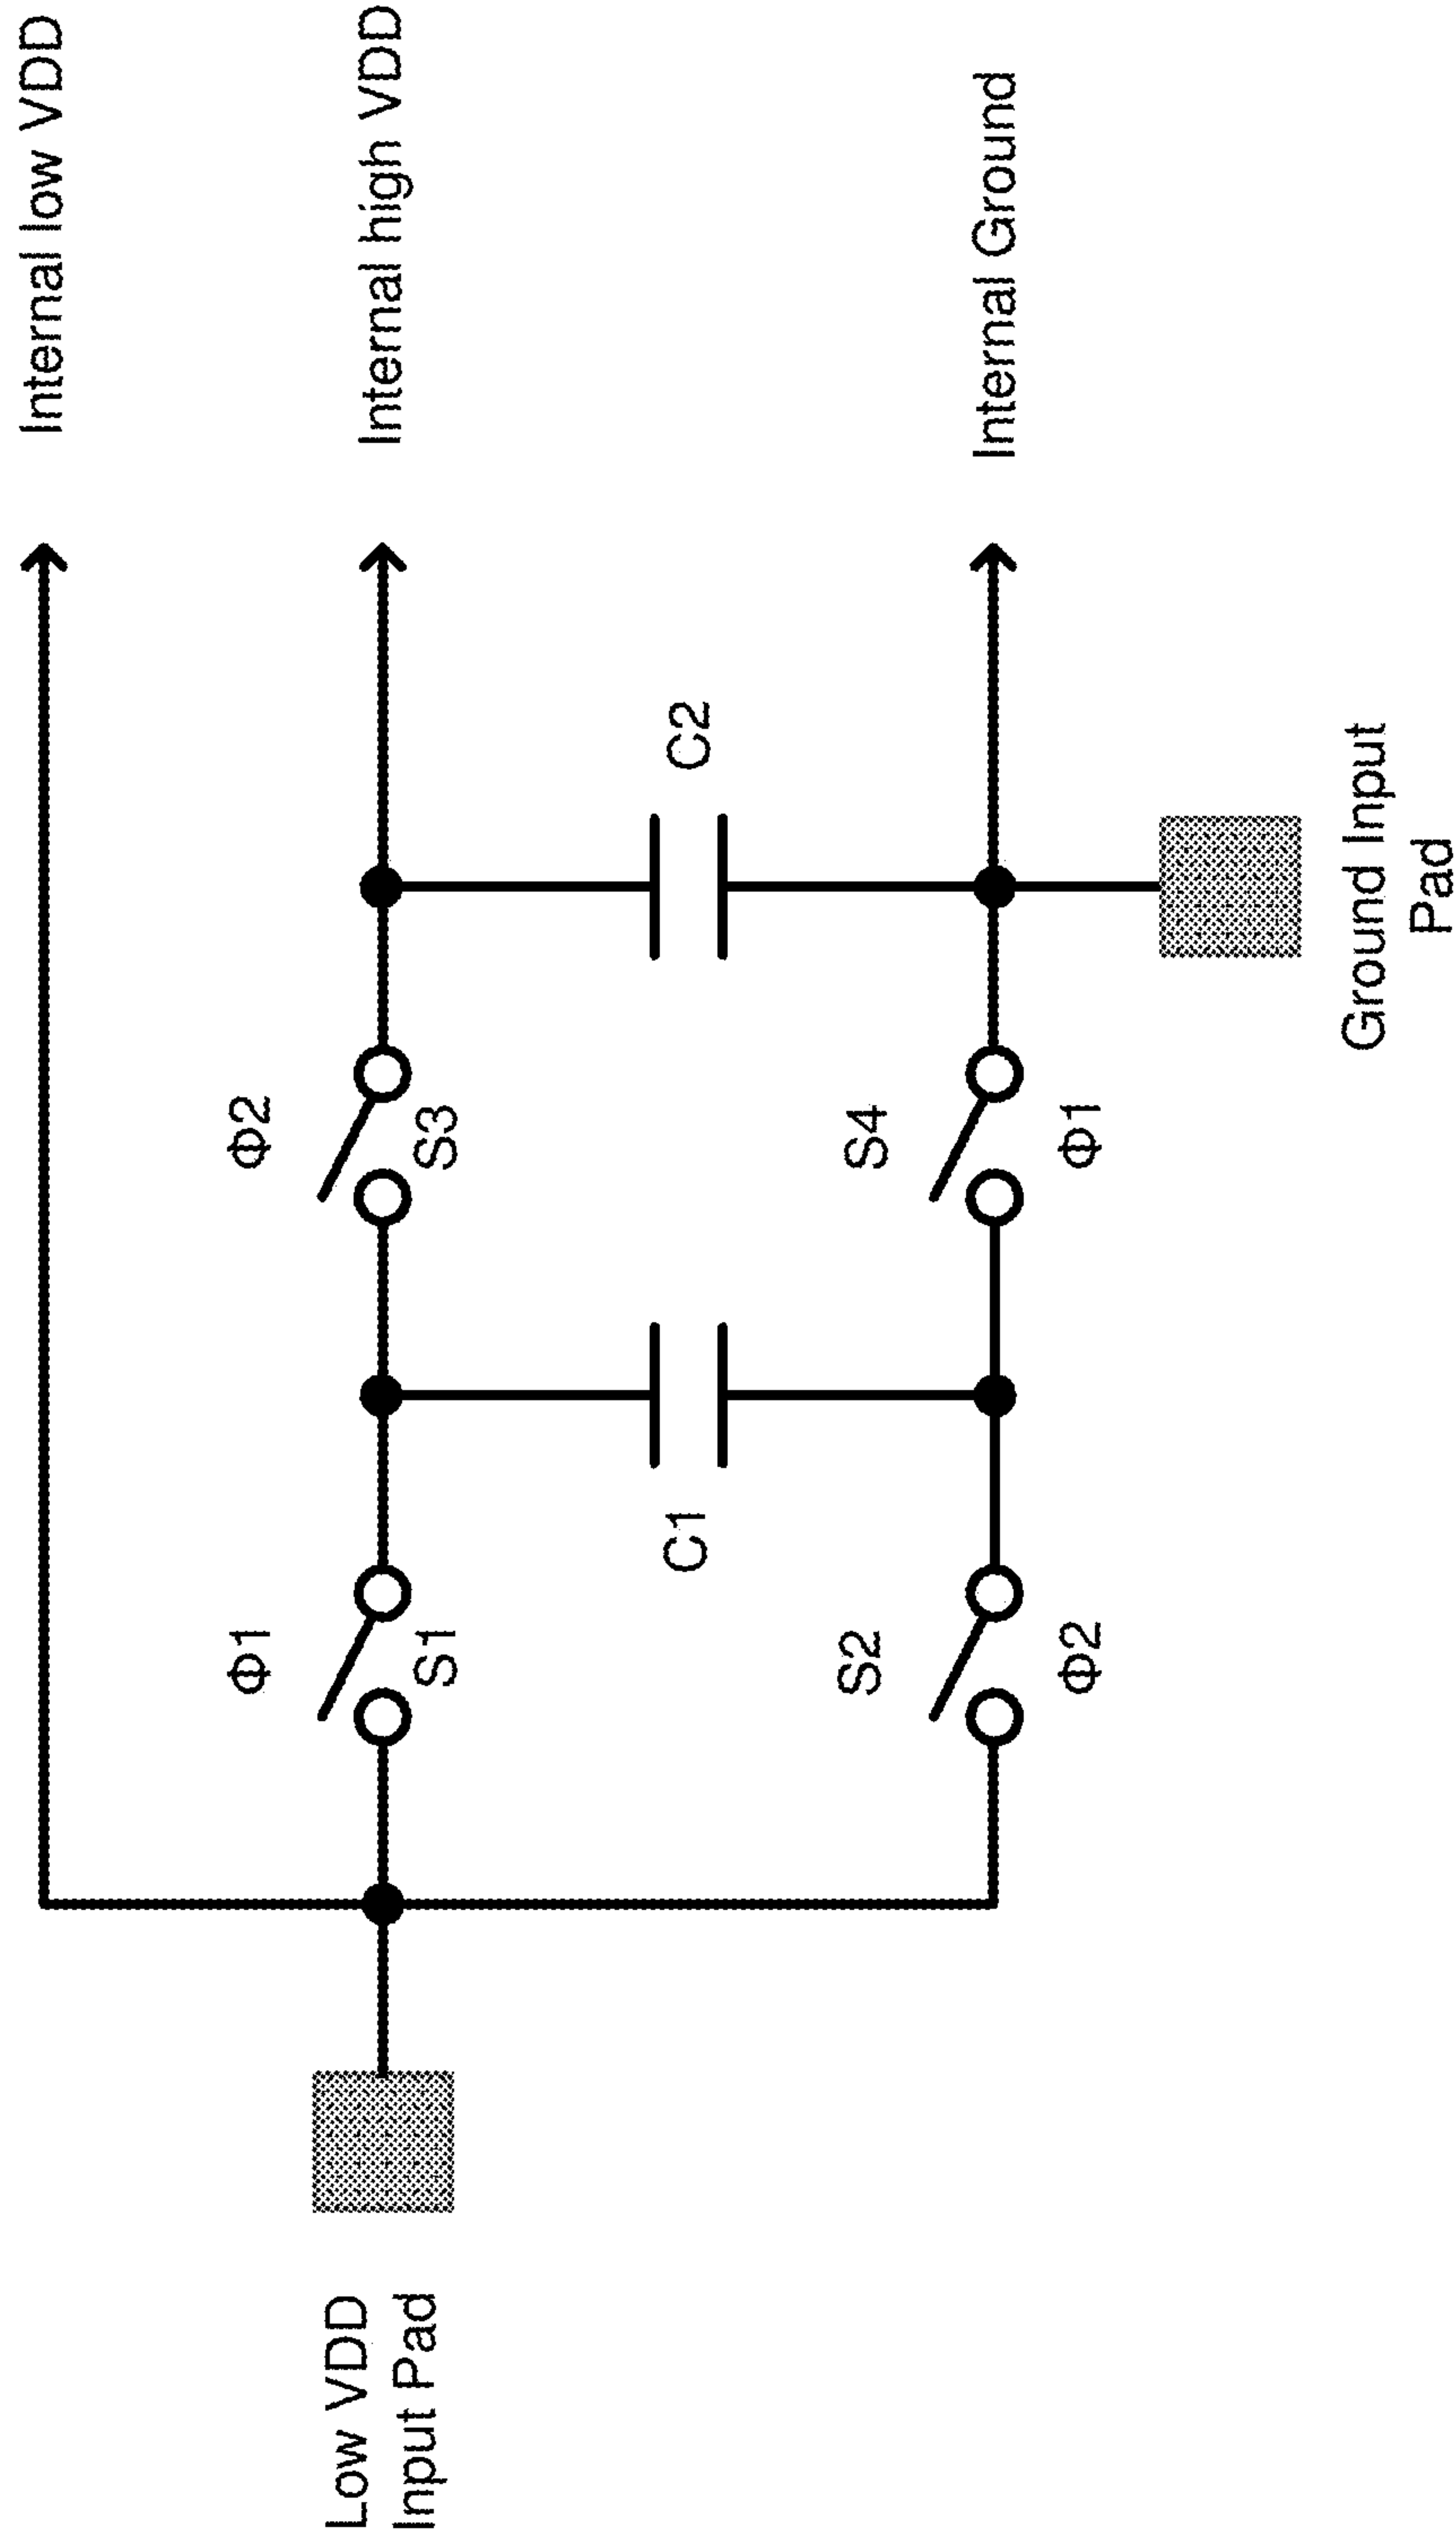 Internal low VDD
Φ1
Φ2
Internal high VDD
S1
S3
Low VDD
Input Pad
C1
C2
S2
S4
Internal Ground
Φ2
Φ1
Ground Input
Pad